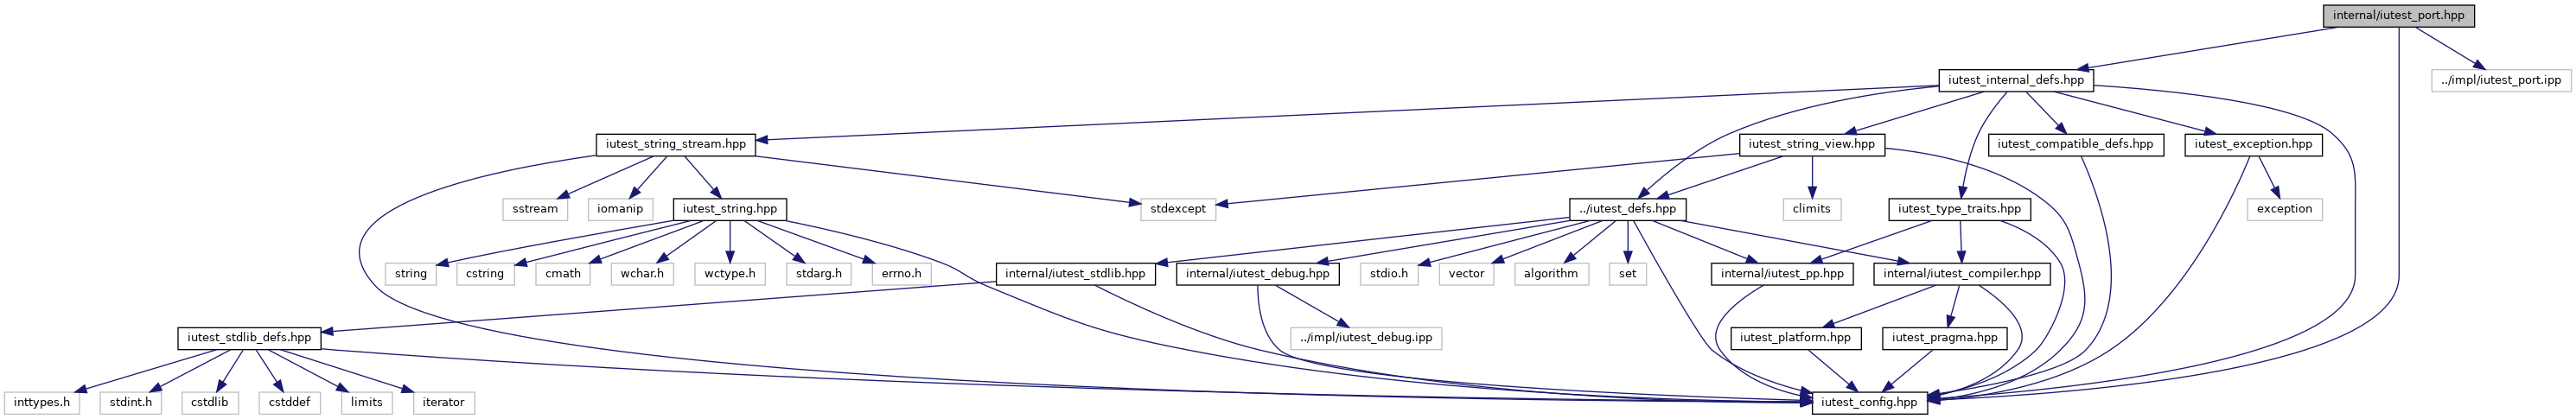 internal/iutest_port.hpp
iutest_internal_defs.hpp
../impl/iutest_port.ipp
iutest_string_stream.hpp
iutest_string_view.hpp
iutest_compatible_defs.hpp
iutest_exception.hpp
sstream
iomanip
iutest_string.hpp
stdexcept
../iutest_defs.hpp
climits
iutest_type_traits.hpp
exception
string
cstring
cmath
wchar.h
wctype.h
stdarg.h
errno.h
internal/iutest_stdlib.hpp
internal/iutest_debug.hpp
stdio.h
vector
algorithm
set
internal/iutest_pp.hpp
internal/iutest_compiler.hpp
iutest_stdlib_defs.hpp
../impl/iutest_debug.ipp
iutest_platform.hpp
iutest_pragma.hpp
inttypes.h
stdint.h
cstdlib
cstddef
limits
iterator
iutest_config.hpp